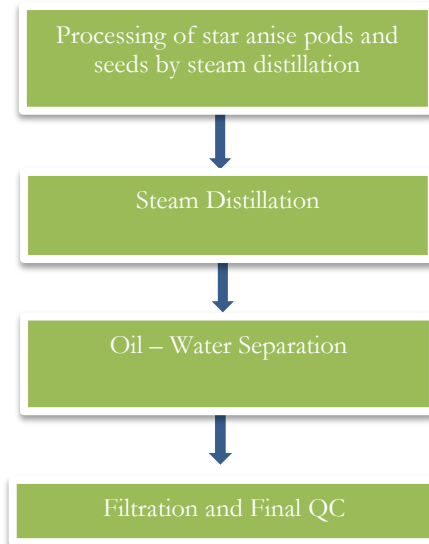 Processing of star anise pods and
seeds by steam distillation
Steam Distillation
Oil – Water Separation
Filtration and Final QC